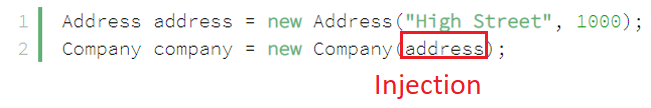 1 Address address = new Address("High Street", 1000);
2 Company company = new Company(address);
Injection